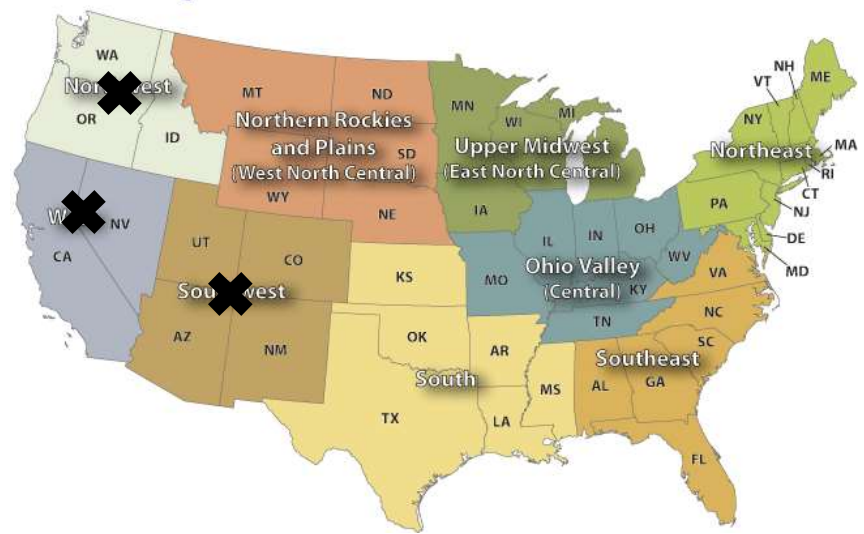 WA
OR
ID
MT
ND
Northern Rockies
and Plains
(West North Central)
SD
WY
NE
MN
WI
MI
Upper Midwest
(East North Central)
IA
NH
VT
ME
NY
MA
Northeast
RI
CT
PA
NJ
DE
MD
NV
CA
UT
CO
AZ
NM
KS
OK
AR
South
TX
LA
MS
IL
IN
OH
WV
MO
Ohio Valley
(Central)
KY
TN
VA
NC
SC
Southeast
AL
GA
FL